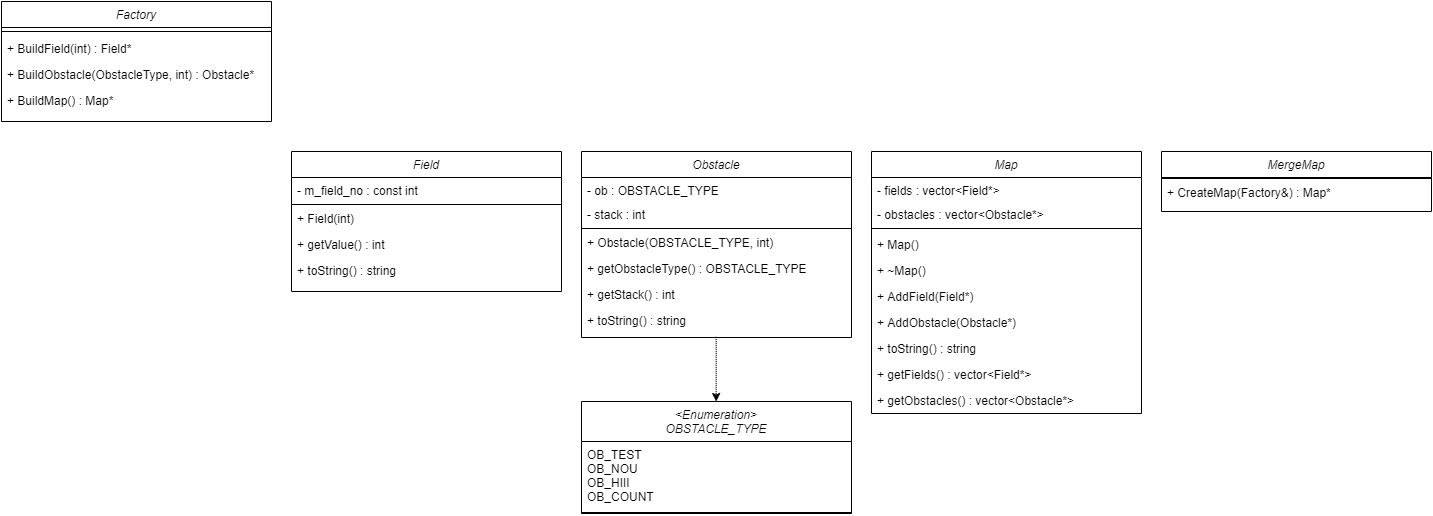 Factory
+ BuildField(int) : Field*
+ BuildObstacle(ObstacleType, int) : Obstacle*
+ BuildMap() : Map*
Field
- m_field_no : const int
+ Field(int)
+ getValue() : int
+ toString() : string
Obstacle
- ob : OBSTACLE_TYPE
- stack : int
+ Obstacle(OBSTACLE_TYPE, int)
+ getObstacleType() : OBSTACLE_TYPE
+ getStack() : int
+ toString() : string
<Enumeration>
OBSTACLE_TYPE
OB_TEST
OB_NOU
OB_HIII
OB_COUNT
Map
- fields : vector<Field*>
- obstacles : vector<Obstacle*>
+ Map()
+ ~Map()
+ AddField(Field*)
+ AddObstacle(Obstacle*)
+ toString() : string
+ getFields() : vector<Field*>
+ getObstacles() : vector<Obstacle*>
MergeMap
+ CreateMap(Factory&) : Map*